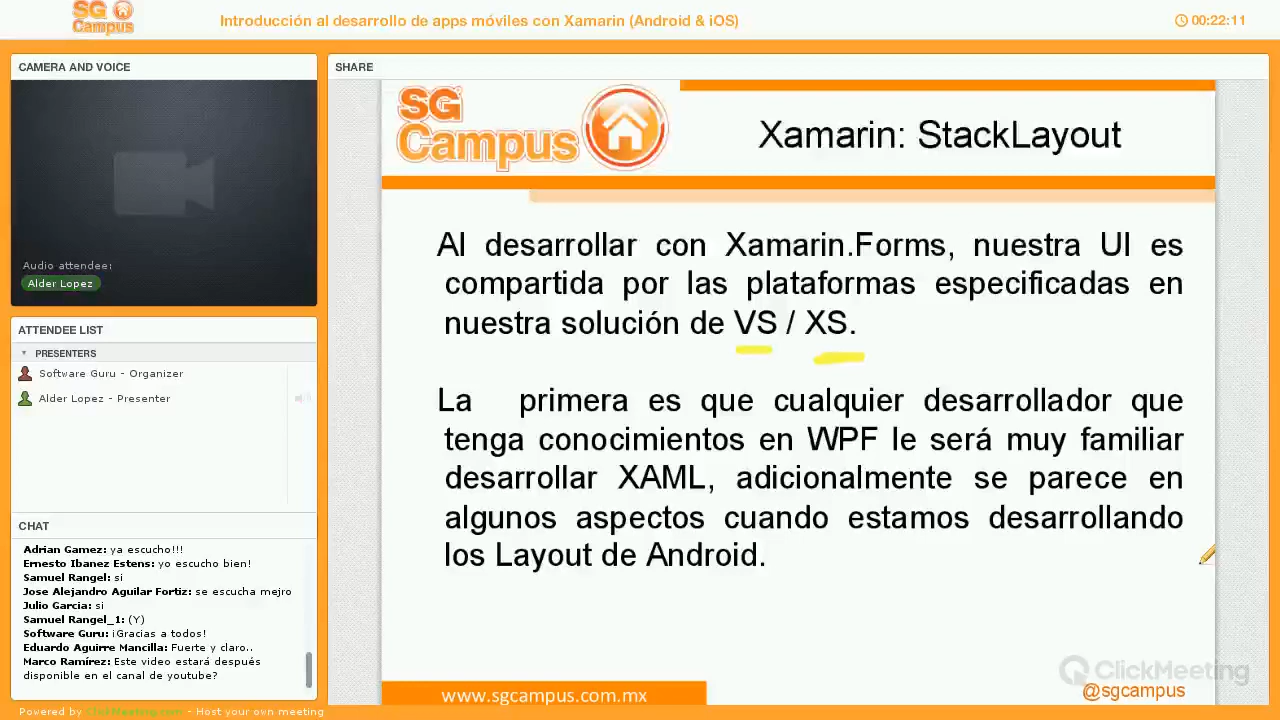 SG Campus
Introducción al desarrollo de apps móviles con Xamarin (Android & iOS)
00:22:11
CAMERA AND VOICE
Audio attendee:
Alder Lopez
ATTENDEE LIST
PRESENTERS
Software Guru - Organizer
Alder Lopez - Presenter
CHAT
Adrian Gamez: ya escucho!!!
Ernesto Ibanez Estens: yo escucho bien!
Samuel Rangel: si
Jose Alejandro Aguilar Fortiz: se escucha mejro
Julio Garcia: si
Samuel Rangel_1: (Y)
Software Guru: ¡Gracias a todos!
Eduardo Aguirre Mancilla: Fuerte y claro..
Marco Ramírez: Este video estará después
disponible en el canal de youtube?
Powered by ClickMeeting.com - Host your own meeting
SHARE
SG
Campus
Xamarin: StackLayout
Al desarrollar con Xamarin.Forms, nuestra UI es
compartida por las plataformas especificadas en
nuestra solución de VS / XS.
La primera es que cualquier desarrollador que
tenga conocimientos en WPF le será muy familiar
desarrollar XAML, adicionalmente se parece en
algunos aspectos cuando estamos desarrollando
los Layout de Android.
www.sgcampus.com.mx
ClickMeeting
@sgcampus